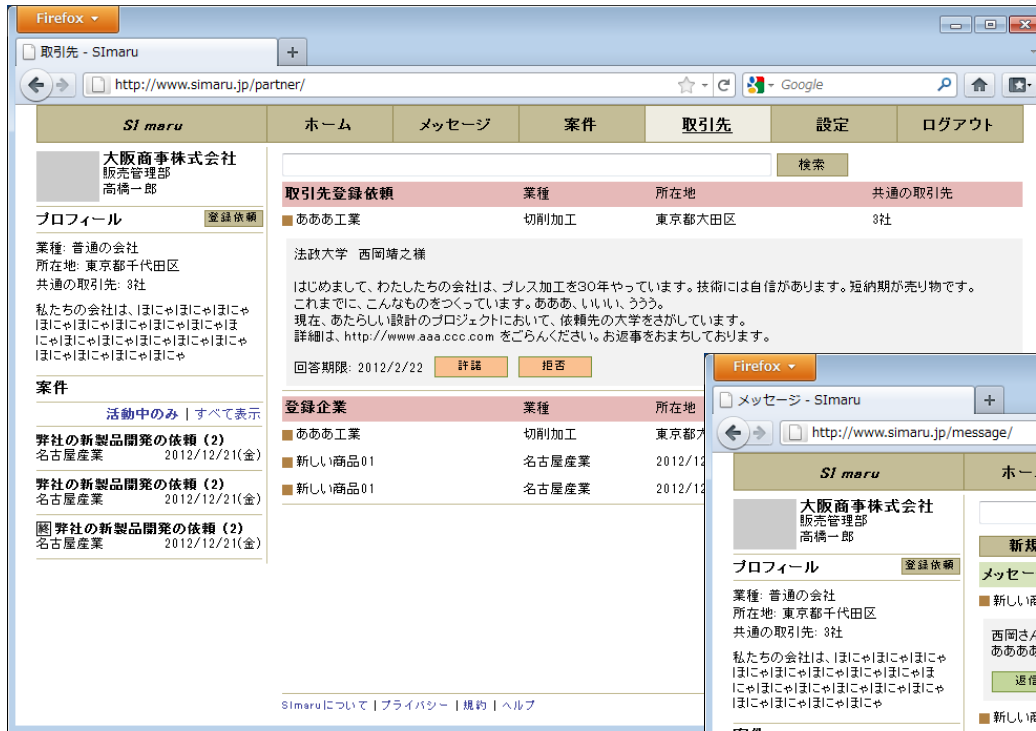 Firefox
取引先 - SImaru
http://www.simaru.jp/partner/
Google
SI maru
ホーム
メッセージ
案件
取引先
設定
ログアウト
大阪商事株式会社
販売管理部
高橋一郎
プロフィール
登録依頼
業種: 普通の会社
所在地: 東京都千代田区
共通の取引先: 3社
私たちの会社は、ほにゃほにゃほにゃ
ほにゃほにゃほにゃほにゃほにゃほ
にゃほにゃほにゃほにゃほにゃほにゃ
ほにゃほにゃほにゃほにゃ
案件
活動中のみ | すべて表示
弊社の新製品開発の依頼 (2)
名古屋産業 2012/12/21(金)
弊社の新製品開発の依頼 (2)
名古屋産業 2012/12/21(金)
終 弊社の新製品開発の依頼 (2)
名古屋産業 2012/12/21(金)
検索
取引先登録依頼 業種 所在地 共通の取引先
あああ工業 切削加工 東京都大田区 3社
法政大学 西岡靖之様
はじめまして、わたしたちの会社は、プレス加工を30年やっています。技術には自信があります。短納期が売り物です。
これまでに、こんなものをつくっています。あああ、いいい、ううう。
現在、あたらしい設計のプロジェクトにおいて、依頼先の大学をさがしています。
詳細は、http://www.aaa.ccc.com をごらんください。お返事をおまちしております。
回答期限: 2012/2/22 許諾 拒否
登録企業 業種 所在地
あああ工業 切削加工 東京都
新しい商品01 名古屋産業 2012/12
新しい商品01 名古屋産業 2012/12
SImaruについて | プライバシー | 規約 | ヘルプ
Firefox
メッセージ - SImaru
http://www.simaru.jp/message/
SI maru
ホー
大阪商事株式会社
販売管理部
高橋一郎
プロフィール
登録依頼
業種: 普通の会社
所在地: 東京都千代田区
共通の取引先: 3社
私たちの会社は、ほにゃほにゃほにゃ
ほにゃほにゃほにゃほにゃほにゃほ
にゃほにゃほにゃほにゃほにゃほにゃ
ほにゃほにゃほにゃほにゃ
新規
メッセー
新しい商
西岡さん
ああああ
返信
新しい商